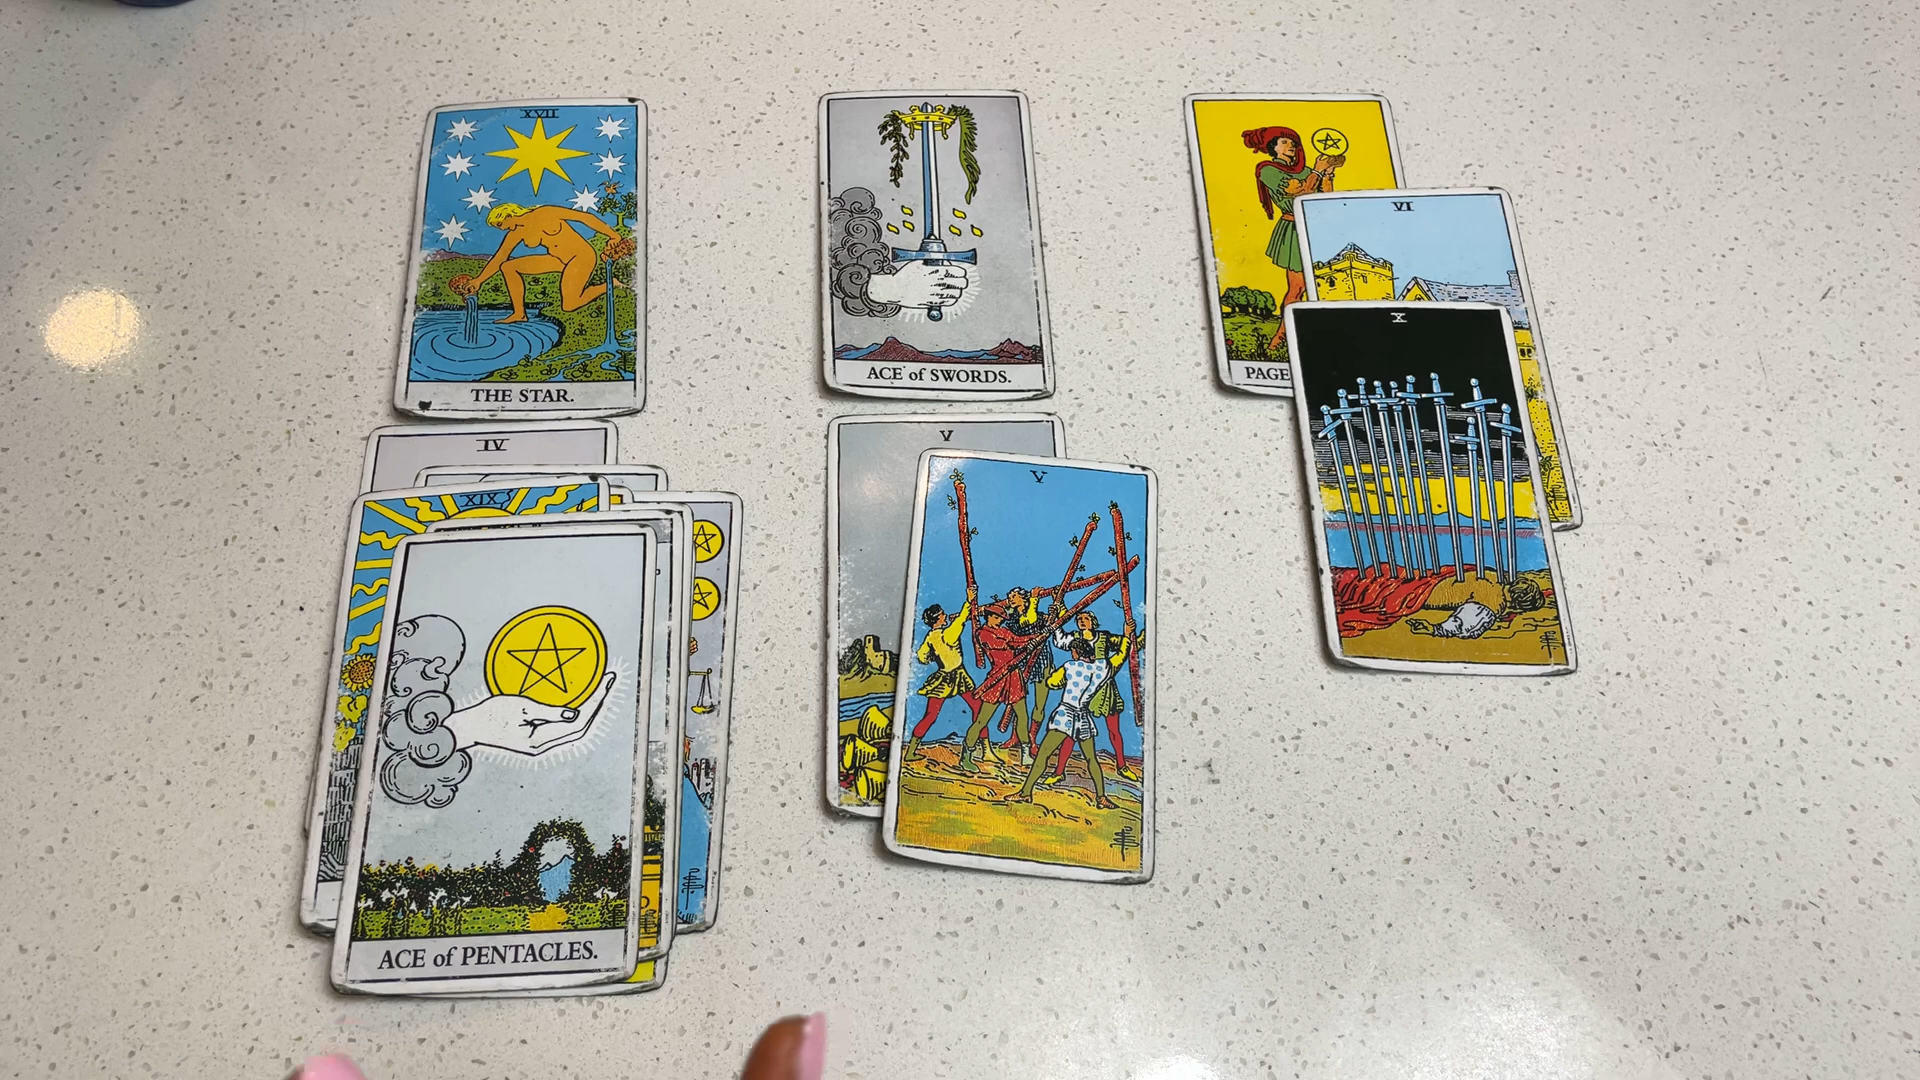 XVII
THE STAR.
ACE of SWORDS.
PAGE
VI
X
IV
XIX
ACE of PENTACLES.
V
V